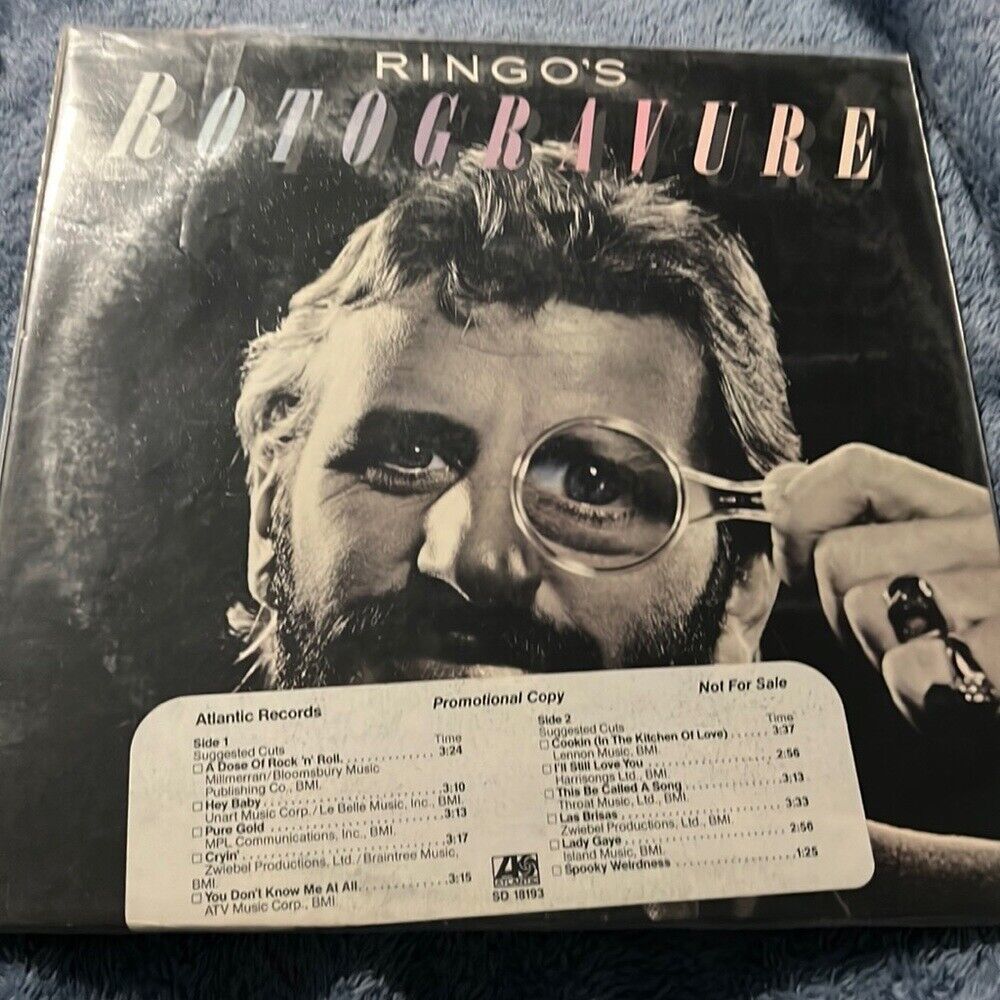 RINGO'S
ROTOGRAVURE
Atlantic Records
Promotional Copy
Not For Sale
Side 1
Suggested Cuts Time
A Dose Of Rock 'n' Roll. 3:24
Millmerran/Bloomsbury Music
Publishing Co., BMI.
Hey Baby 3:10
Unart Music Corp./Le Belle Music, Inc., BMI.
Pure Gold 3:13
MPL Communications, Inc., BMI.
Cryin' 3:17
Zwiebel Productions, Ltd./Braintree Music,
BMI.
You Don't Know Me At All. 3:15
ATV Music Corp., BMI.
Side 2
Suggested Cuts Time
Cookin (In The Kitchen Of Love) 3:37
Lennon Music, BMI.
I'll Still Love You 2:56
Harrisongs Ltd., BMI.
This Be Called A Song 3:13
Throat Music, Ltd., BMI.
Las Brisas 3:33
Zwiebel Productions, Ltd., BMI.
Lady Gaye 2:56
Island Music, BMI.
Spooky Weirdness 1:25
ATLANTIC
SD 18193